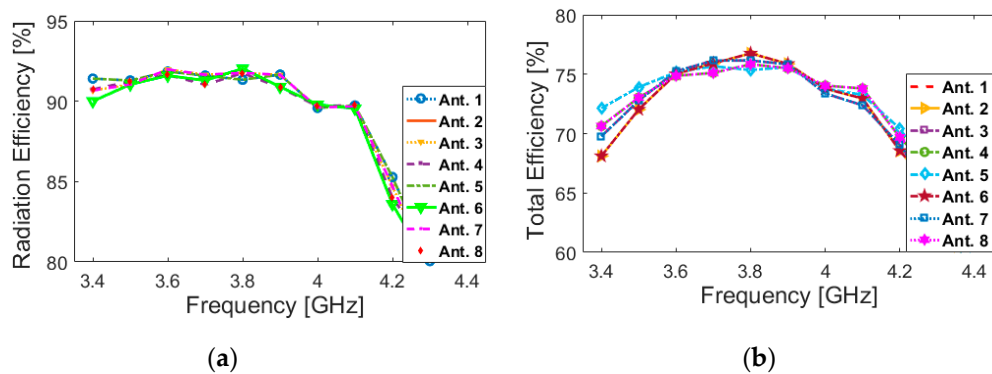 95
90
85
80
Radiation Efficiency [%]
3.4
3.6
3.8
4
4.2
4.4
Frequency [GHz]
Ant. 1
Ant. 2
Ant. 3
Ant. 4
Ant. 5
Ant. 6
Ant. 7
Ant. 8
(a)
80
75
70
65
60
Total Efficiency [%]
3.4
3.6
3.8
4
4.2
4.4
Frequency [GHz]
Ant. 1
Ant. 2
Ant. 3
Ant. 4
Ant. 5
Ant. 6
Ant. 7
Ant. 8
(b)